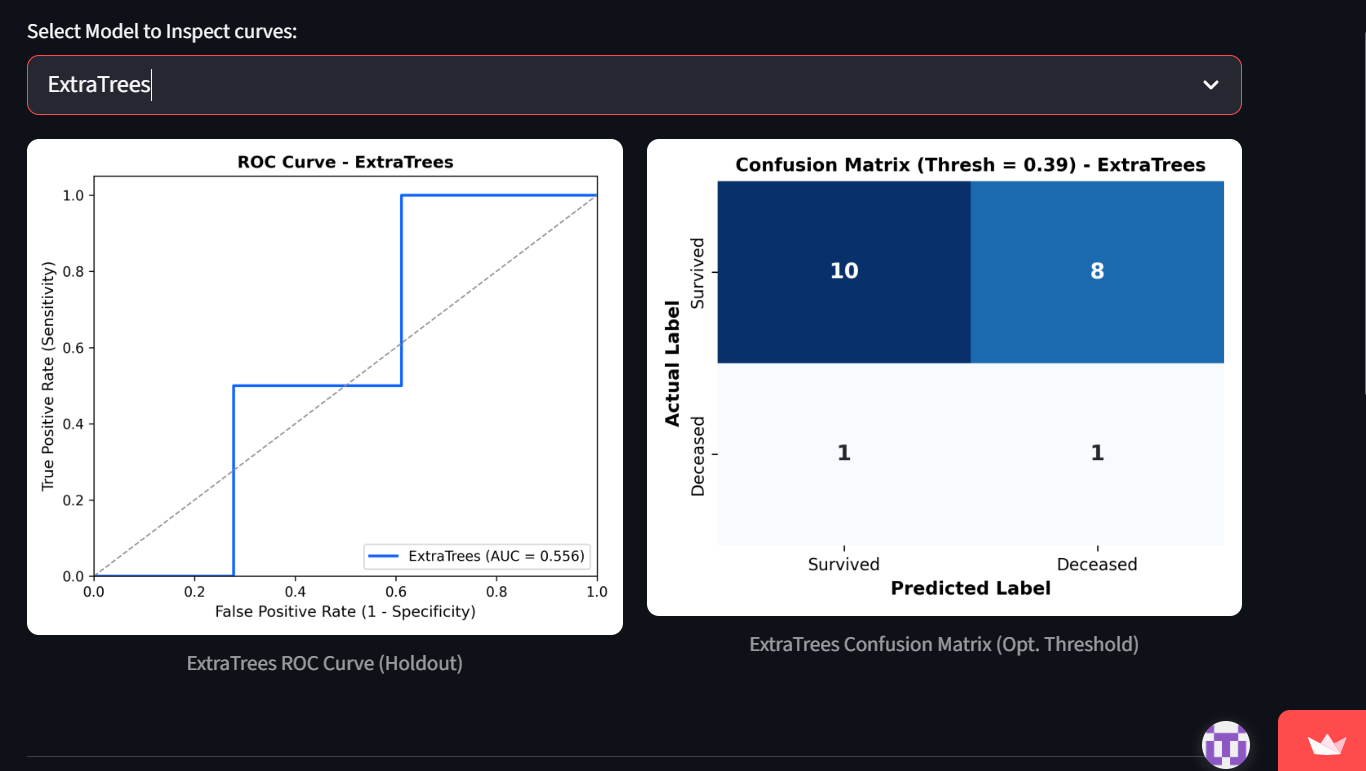 Select Model to Inspect curves:
ExtraTrees
ROC Curve - ExtraTrees
True Positive Rate (Sensitivity)
1.0
0.8
0.6
0.4
0.2
0.0
ExtraTrees (AUC = 0.556)
0.0 0.2 0.4 0.6 0.8 1.0
False Positive Rate (1 - Specificity)
ExtraTrees ROC Curve (Holdout)
Confusion Matrix (Thresh = 0.39) - ExtraTrees
Actual Label
Survived
10 8
Deceased
1 1
Survived Deceased
Predicted Label
ExtraTrees Confusion Matrix (Opt. Threshold)